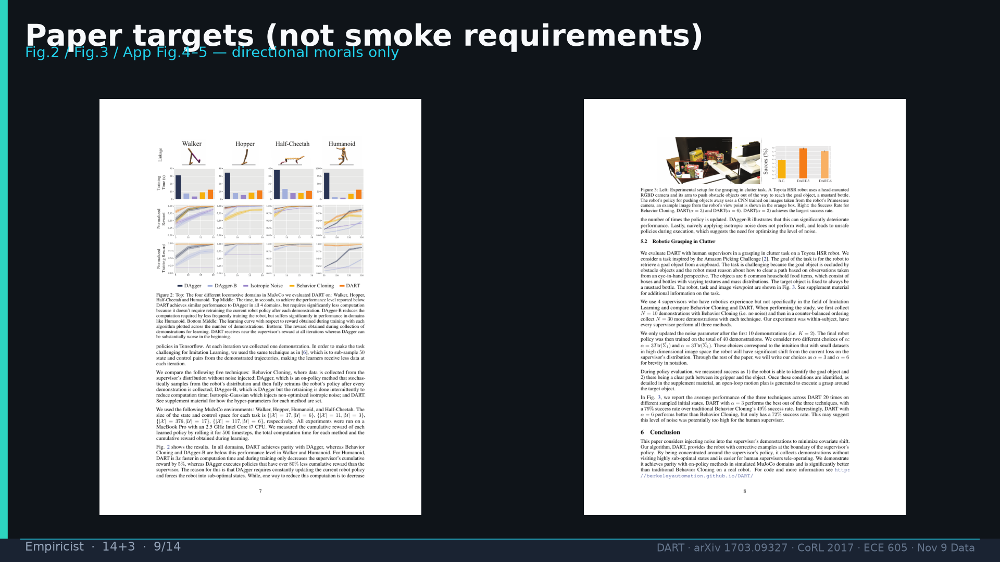 Paper targets (not smoke requirements)
Fig.2 / Fig.3 / App Fig.4–5 — directional morals only
Walker Hopper Half-Cheetah Humanoid
Linkage
Training
Time (s)
Normalized
Reward
Normalized
Training Reward
DAgger DAgger-B Isotropic Noise Behavior Cloning DART
Figure 2: Top: The four different locomotive domains in MuJoCo we evaluated DART on: Walker, Hopper,
Half-Cheetah and Humanoid. Top Middle: The time, in seconds, to achieve the performance level reported below.
DART achieves similar performance to DAgger in all 4 domains, but requires significantly less computation
because it doesn't require retraining the current robot policy after each demonstration. DAgger-B reduces the
computation required by less frequently training the robot, but suffers significantly in performance in domains
like Humanoid. Bottom Middle: The learning curve with respect to reward obtained during training with each
algorithm plotted across the number of demonstrations. Bottom: The reward obtained during collection of
demonstrations for learning. DART receives near the supervisor's reward at all iterations whereas DAgger can
be substantially worse in the beginning.
policies in Tensorflow. At each iteration we collected one demonstration. In order to make the task
challenging for Imitation Learning, we used the same technique as in [6], which is to sub-sample 50
state and control pairs from the demonstrated trajectories, making the learners receive less data at
each iteration.
We compare the following five techniques: Behavior Cloning, where data is collected from the
supervisor's distribution without noise injected; DAgger, which is an on-policy method that stochas-
tically samples from the robot's distribution and then fully retrains the robot's policy after every
demonstration is collected; DAgger-B, which is DAgger but the retraining is done intermittently to
reduce computation time; Isotropic-Gaussian which injects non-optimized isotropic noise; and DART.
See supplement material for how the hyper-parameters for each method are set.
We used the following MuJoCo environments: Walker, Hopper, Humanoid, and Half-Cheetah. The
size of the state and control space for each task is {|X| = 17, |U| = 6}, {|X| = 11, |U| = 3},
{|X| = 376, |U| = 17}, {|X| = 117, |U| = 6}, respectively. All experiments were run on a
MacBook Pro with an 2.5 GHz Intel Core i7 CPU. We measured the cumulative reward of each
learned policy by rolling it for 500 timesteps, the total computation time for each method and the
cumulative reward obtained during learning.
Fig. 2 shows the results. In all domains, DART achieves parity with DAgger, whereas Behavior
Cloning and DAgger-B are below this performance level in Walker and Humanoid. For Humanoid,
DART is 3x faster in computation time and during training only decreases the supervisor's cumulative
reward by 5%, whereas DAgger executes policies that have over 80% less cumulative reward than the
supervisor. The reason for this is that DAgger requires constantly updating the current robot policy
and forces the robot into sub-optimal states. While, one way to reduce this computation is to decrease
7
Succes (%)
B.C. DART-3 DART-6
Figure 3: Left: Experimental setup for the grasping in clutter task. A Toyota HSR robot uses a head-mounted
RGBD camera and its arm to push obstacle objects out of the way to reach the goal object, a mustard bottle.
The robot's policy for pushing objects away uses a CNN trained on images taken from the robot's Primesense
camera, an example image from the robot's view point is shown in the orange box. Right: the Success Rate for
Behavior Cloning, DART(α = 3) and DART(α = 6). DART(α = 3) achieves the largest success rate.
the number of times the policy is updated. DAgger-B illustrates that this can significantly deteriorate
performance. Lastly, naively applying isotropic noise does not perform well, and leads to unsafe
policies during execution, which suggests the need for optimizing the level of noise.
5.2 Robotic Grasping in Clutter
We evaluate DART with human supervisors in a grasping in clutter task on a Toyota HSR robot. We
consider a task inspired by the Amazon Picking Challenge [2]. The goal of the task is for the robot to
retrieve a goal object from a cupboard. The task is challenging because the goal object is occluded by
obstacle objects and the robot must reason about how to clear a path based on observations taken
from an eye-in-hand perspective. The objects are 6 common household food items, which consist of
boxes and bottles with varying textures and mass distributions. The target object is fixed to always be
a mustard bottle. The robot, task and image viewpoint are shown in Fig. 3. See supplement material
for additional information on the task.
We use 4 supervisors who have robotics experience but not specifically in the field of Imitation
Learning and compare Behavior Cloning and DART. When performing the study, we first collect
N = 10 demonstrations with Behavior Cloning (i.e. no noise) and then in a counter-balanced ordering
collect N = 30 more demonstrations with each technique. Our experiment was within-subject, have
every supervisor perform all three methods.
We only updated the noise parameter after the first 10 demonstrations (i.e. K = 2). The final robot
policy was then trained on the total of 40 demonstrations. We consider two different choices of α:
α = 3Ttr(Σ̂₁) and α = 3Ttr(Σ̂₁). These choices correspond to the intuition that with small datasets
in high dimensional image space the robot will have significant shift from the current loss on the
supervisor's distribution. Through the rest of the paper, we will write our choices as α = 3 and α = 6
for brevity in notation.
During policy evaluation, we measured success as 1) the robot is able to identify the goal object and
2) there being a clear path between its gripper and the object. Once these conditions are identified, as
detailed in the supplement material, an open-loop motion plan is generated to execute a grasp around
the target object.
In Fig. 3, we report the average performance of the three techniques across DART 20 times on
different sampled initial states. DART with α = 3 performs the best out of the three techniques, with
a 79% success rate over traditional Behavior Cloning's 49% success rate. Interestingly, DART with
α = 6 performs better than Behavior Cloning, but only has a 72% success rate. This may suggest
this level of noise was potentially too high for the human supervisor.
6 Conclusion
This paper considers injecting noise into the supervisor's demonstrations to minimize covariate shift.
Our algorithm, DART, provides the robot with corrective examples at the boundary of the supervisor's
policy. By being concentrated around the supervisor's policy, it collects demonstrations without
visiting highly sub-optimal states and is easier for human supervisors tele-operating. We demonstrate
it achieves parity with on-policy methods in simulated MuJoCo domains and is significantly better
than traditional Behavior Cloning on a real robot. For code and more information see http:
//berkeleyautomation.github.io/DART/
8
Empiricist · 14+3 · 9/14
DART · arXiv 1703.09327 · CoRL 2017 · ECE 605 · Nov 9 Data